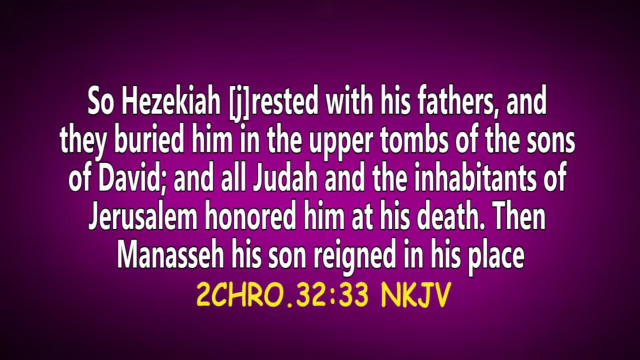 So Hezekiah [j]rested with his fathers, and
they buried him in the upper tombs of the sons
of David; and all Judah and the inhabitants of
Jerusalem honored him at his death. Then
Manasseh his son reigned in his place
2CHRO.32:33 NKJV